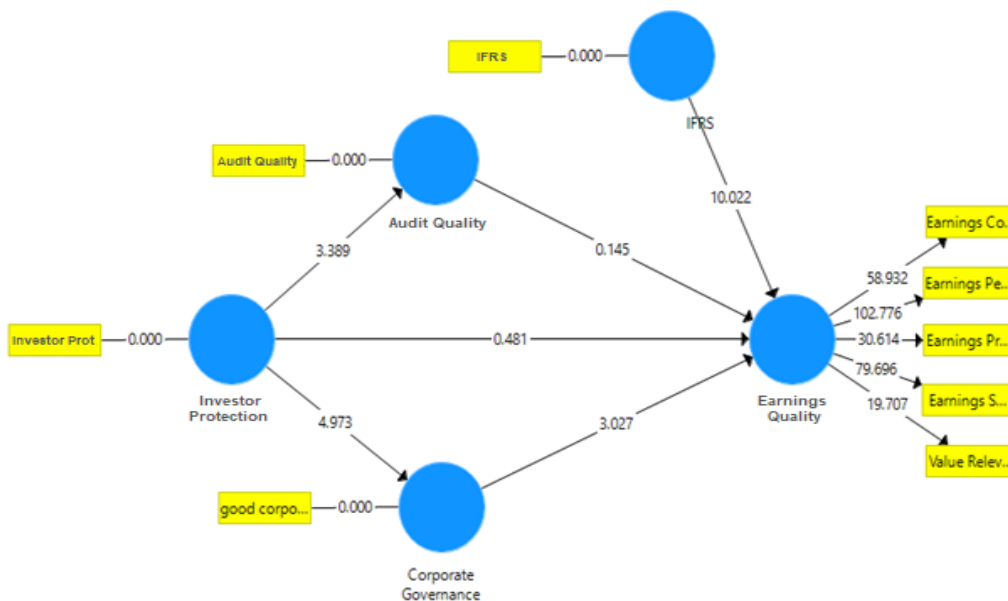 IFRS
0.000
IFRS
10.022
Audit Quality
0.000
Audit Quality
3.389
0.145
Investor Prot
0.000
Investor
Protection
0.481
4.973
3.027
good corpo...
0.000
Corporate
Governance
Earnings
Quality
58.932
102.776
30.614
79.696
19.707
Earnings Co...
Earnings Pe...
Earnings Pr...
Earnings S...
Value Relev...